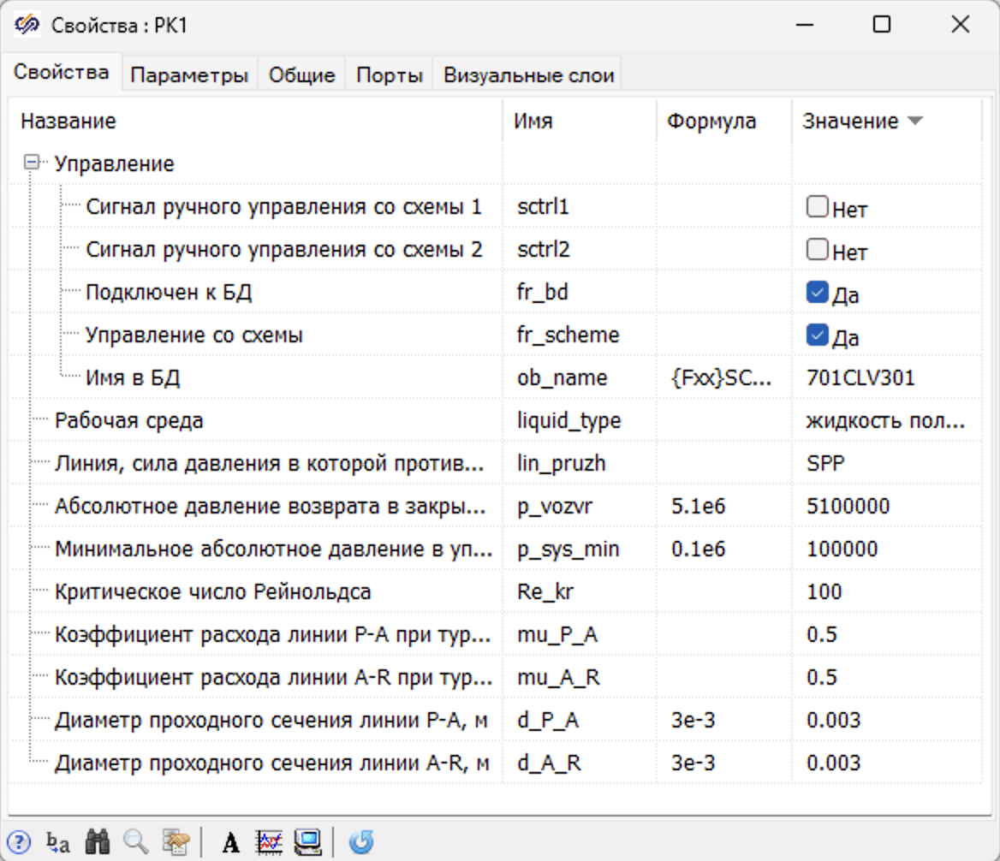 Свойства : РК1
Свойства Параметры Общие Порты Визуальные слои
Название Имя Формула Значение
Управление
Сигнал ручного управления со схемы 1 sctrl1 Нет
Сигнал ручного управления со схемы 2 sctrl2 Нет
Подключен к БД fr_bd Да
Управление со схемы fr_scheme Да
Имя в БД ob_name {Fxx}SC... 701CLV301
Рабочая среда liquid_type жидкость пол...
Линия, сила давления в которой против... lin_pruzh SPP
Абсолютное давление возврата в закры... p_vozvr 5.1e6 5100000
Минимальное абсолютное давление в уп... p_sys_min 0.1e6 100000
Критическое число Рейнольдса Re_kr 100
Коэффициент расхода линии P-A при тур... mu_P_A 0.5
Коэффициент расхода линии A-R при тур... mu_A_R 0.5
Диаметр проходного сечения линии P-A, м d_P_A 3e-3 0.003
Диаметр проходного сечения линии A-R, м d_A_R 3e-3 0.003
? b a A